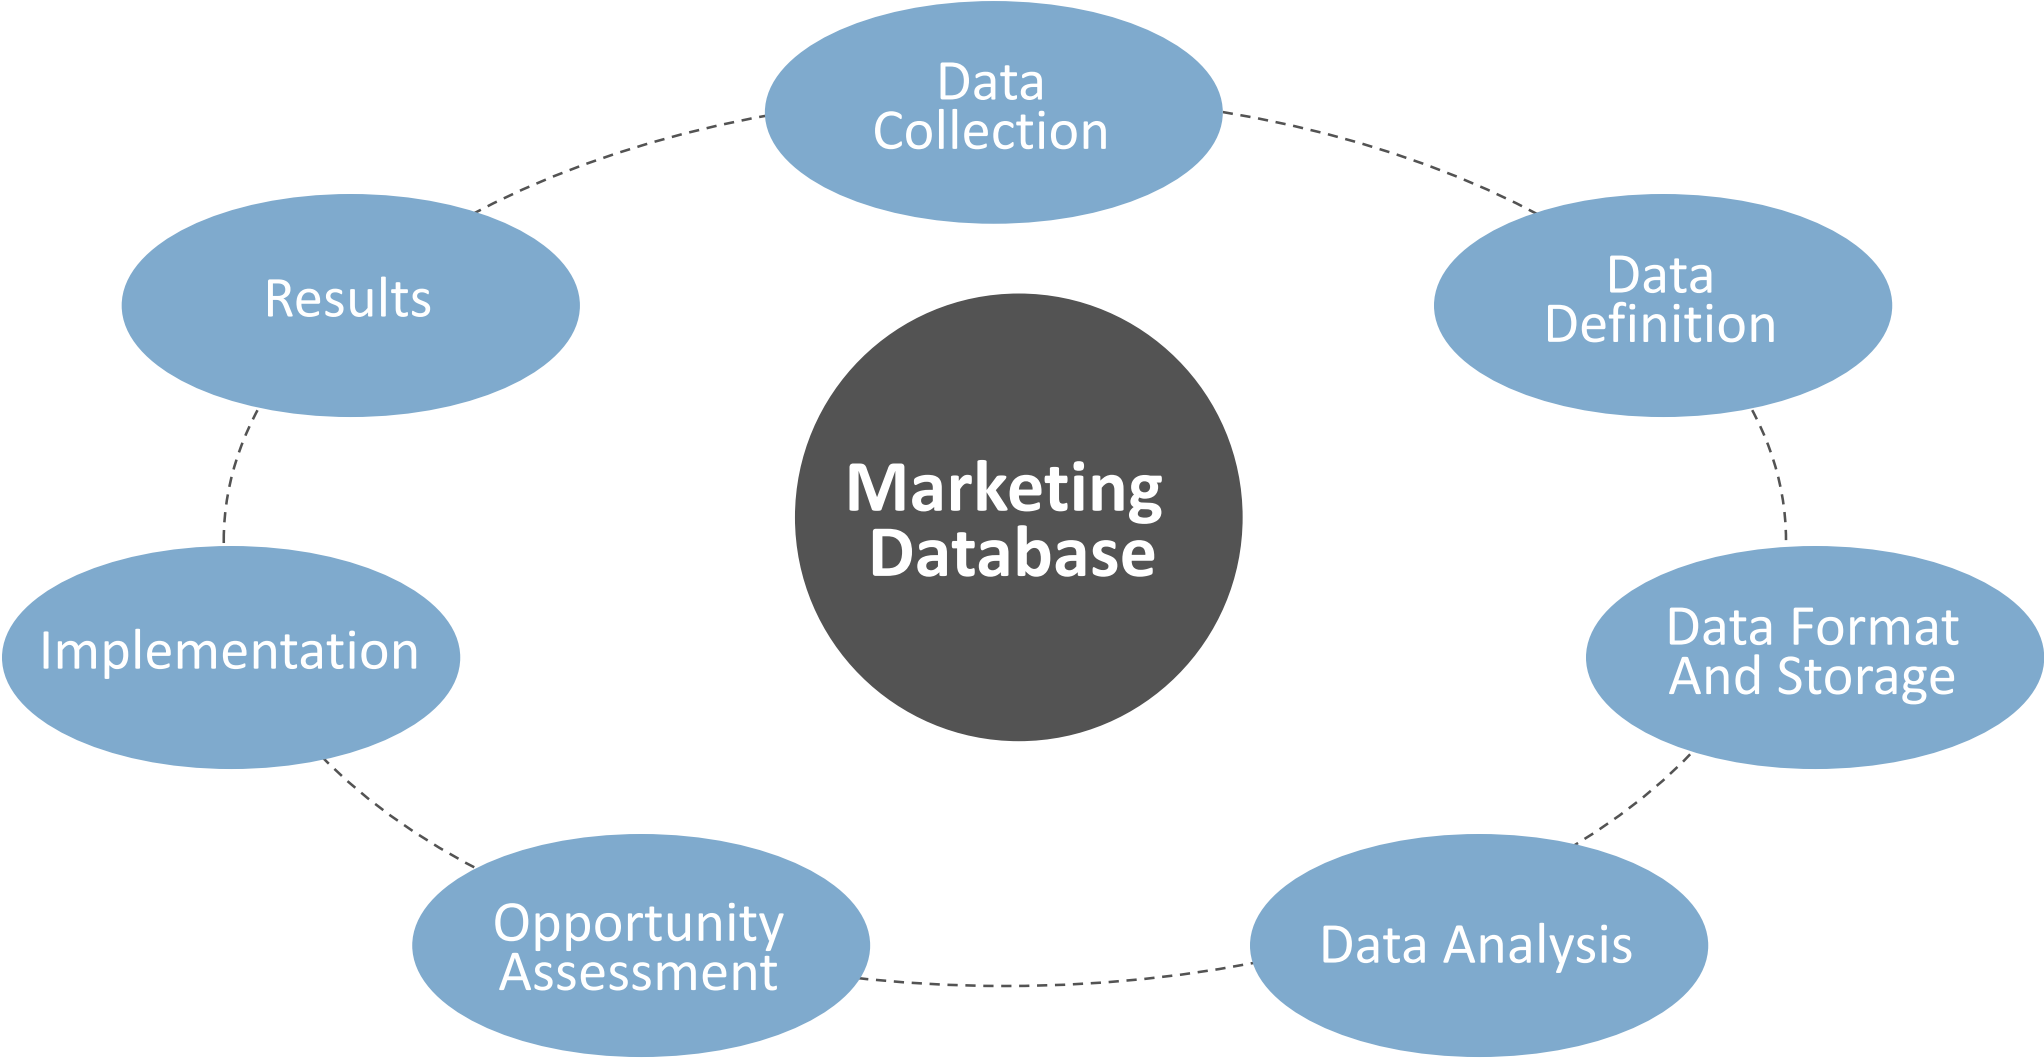 Data
Collection
Data
Definition
Data Format
And Storage
Data Analysis
Opportunity
Assessment
Implementation
Results
Marketing
Database